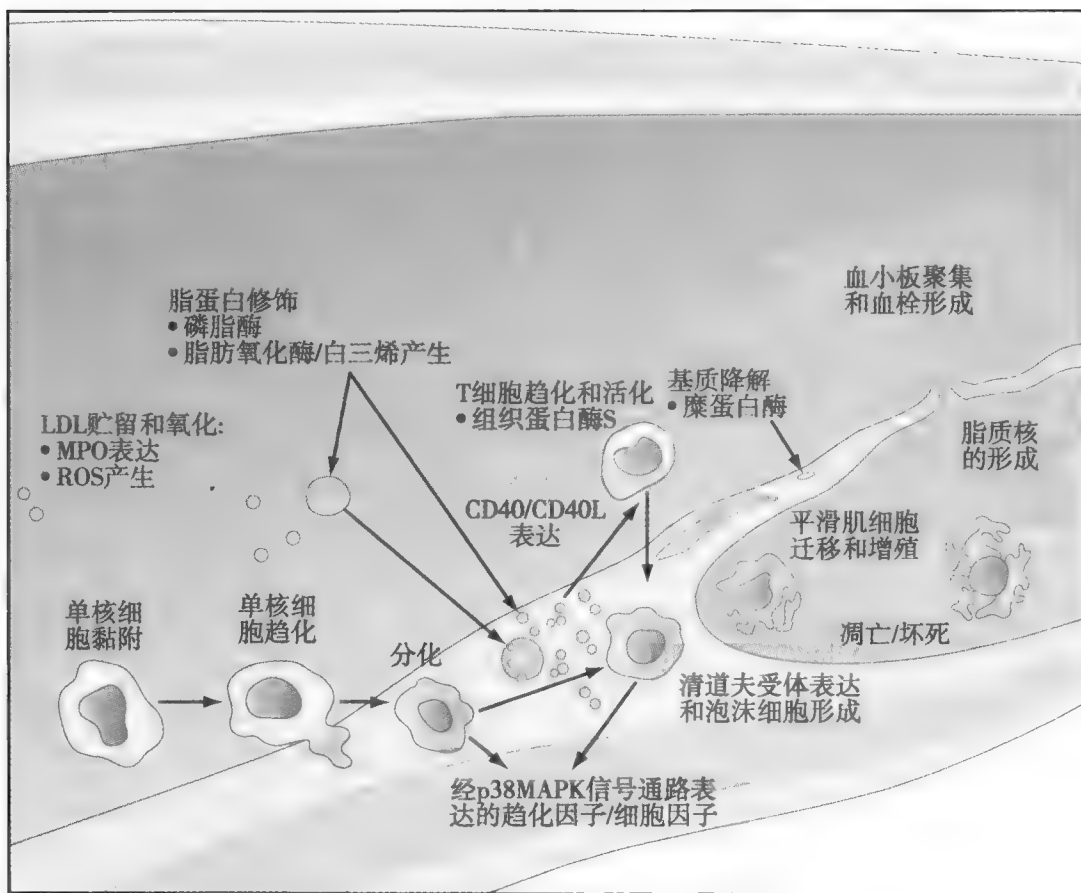 血小板聚集
和血栓形成
脂蛋白修饰
• 磷脂酶
• 脂肪氧化酶/白三烯产生
T细胞趋化和活化
• 组织蛋白酶S
基质降解
• 糜蛋白酶
LDL贮留和氧化:
• MPO表达
• ROS产生
脂质核
的形成
CD40/CD40L
表达
平滑肌细胞
迁移和增殖
单核细
胞黏附
单核细
胞趋化
分化
凋亡/坏死
清道夫受体表达
和泡沫细胞形成
经p38MAPK信号通路表
达的趋化因子/细胞因子